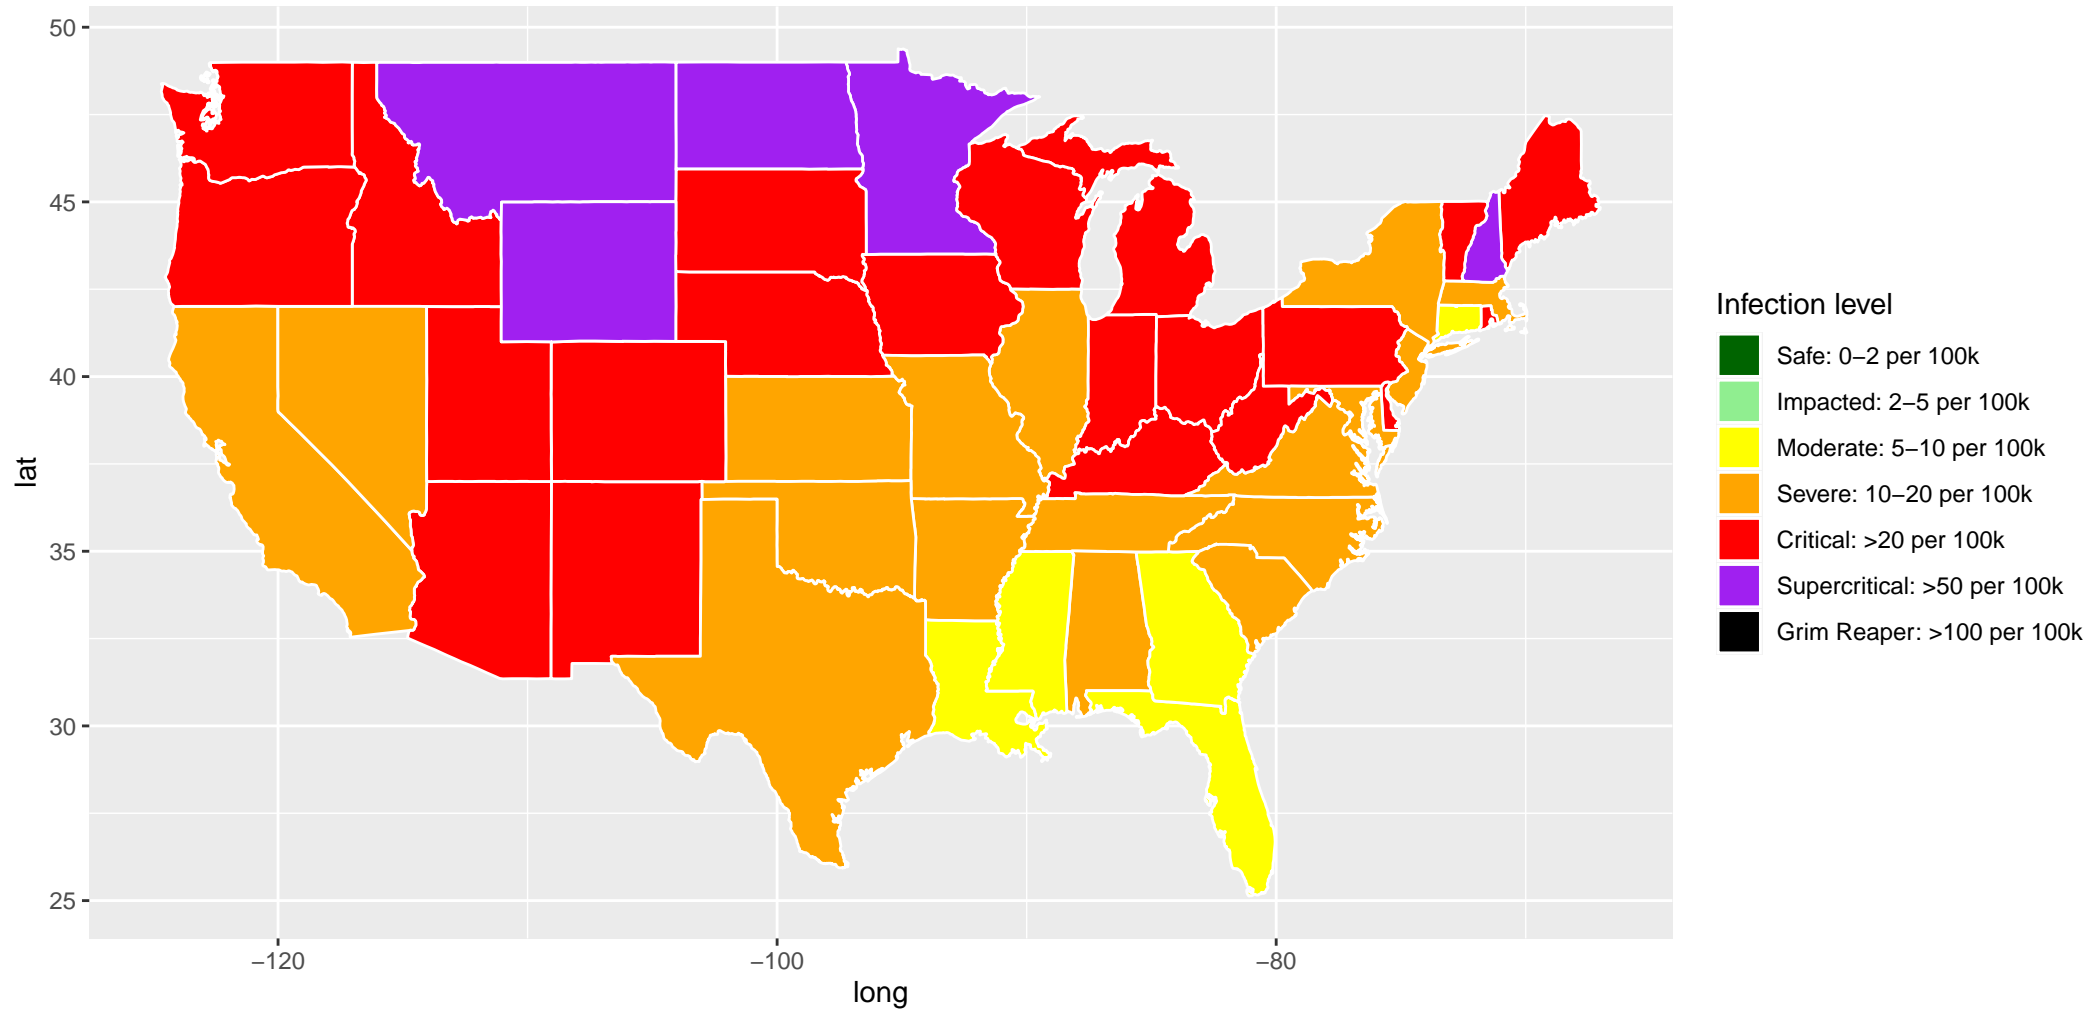 50
45
40
35
30
25
lat
−120
−100
−80
long
Infection level
Safe: 0−2 per 100k
Impacted: 2−5 per 100k
Moderate: 5−10 per 100k
Severe: 10−20 per 100k
Critical: >20 per 100k
Supercritical: >50 per 100k
Grim Reaper: >100 per 100k